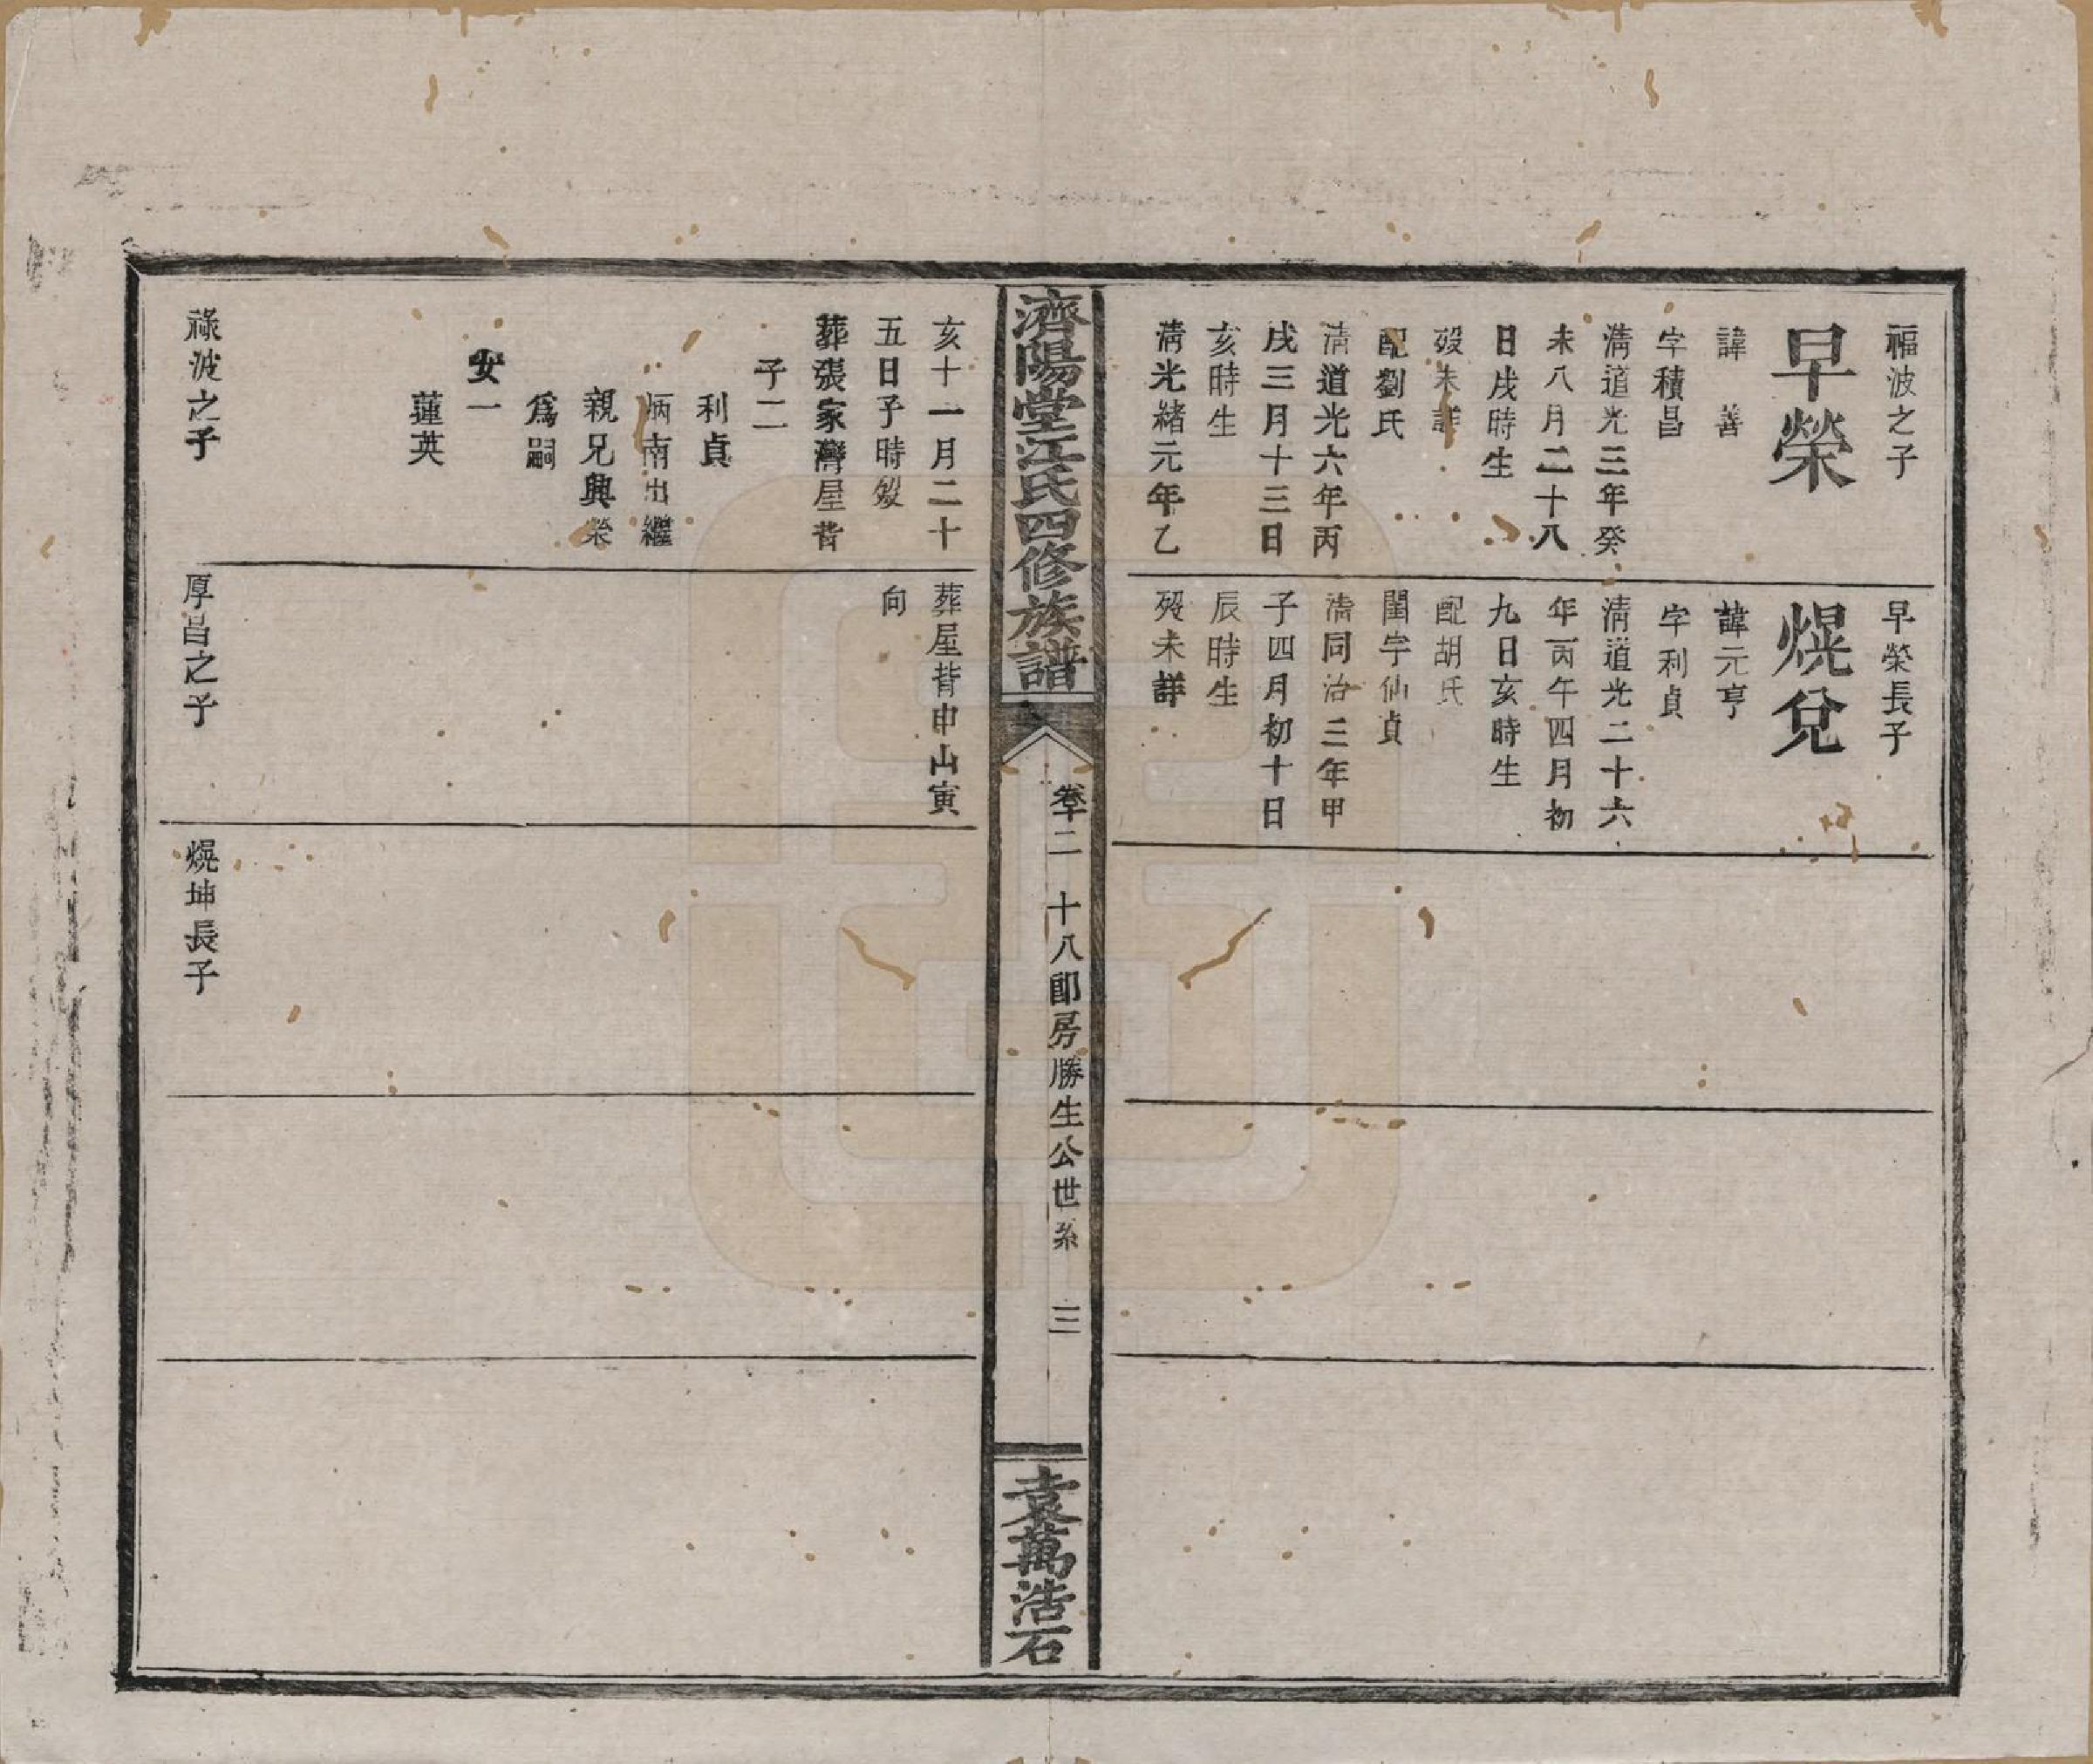 福波之子
早榮
諱善
字積昌
清道光三年癸
未八月二十八
日戌時生
歿未詳
配劉氏
清道光六年丙
戌三月十三日
亥時生
清光緒元年乙
早榮長子
熀兌
諱元亨
字利貞
清道光二十六
年丙午四月初
九日亥時生
配胡氏
閨字仙貞
清同治三年甲
子四月初十日
辰時生
歿未詳
濟陽堂江氏四修族譜
卷十二
十八郎房勝生公世系
三
袁萬浩石
亥十一月二十
五日子時歿
葬張家灣屋背
子二
利貞
炳南出繼
親兄興榮
爲嗣
女一
蓮英
祿波之子
葬屋背申山寅
向
厚昌之子
熀坤長子